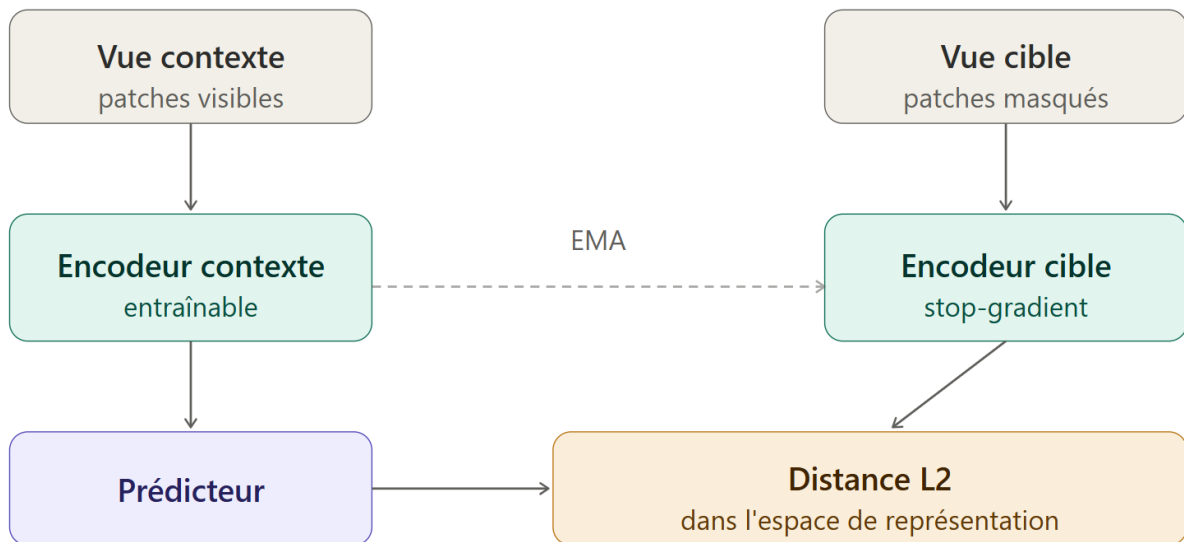 Vue contexte
patches visibles
Vue cible
patches masqués
EMA
Encodeur contexte
entraînable
Encodeur cible
stop-gradient
Prédicteur
Distance L2
dans l'espace de représentation